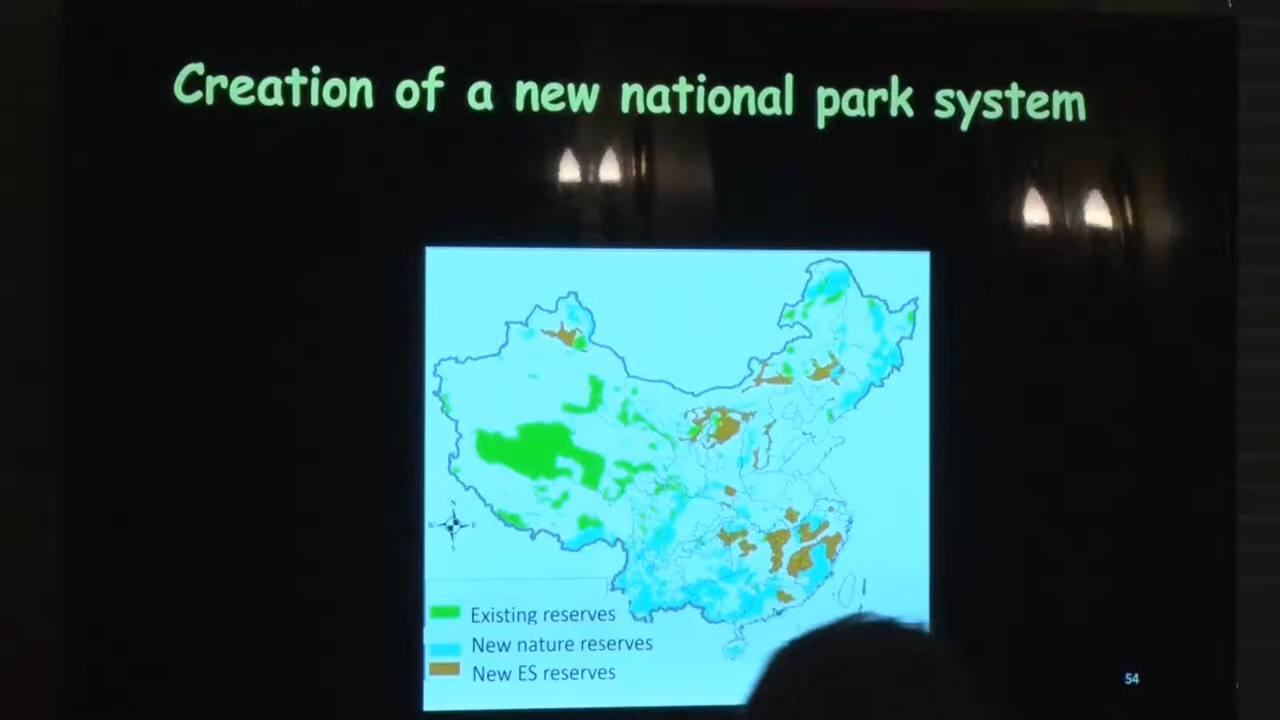 Creation of a new national park system
N
W
E
S
Existing reserves
New nature reserves
New ES reserves
54